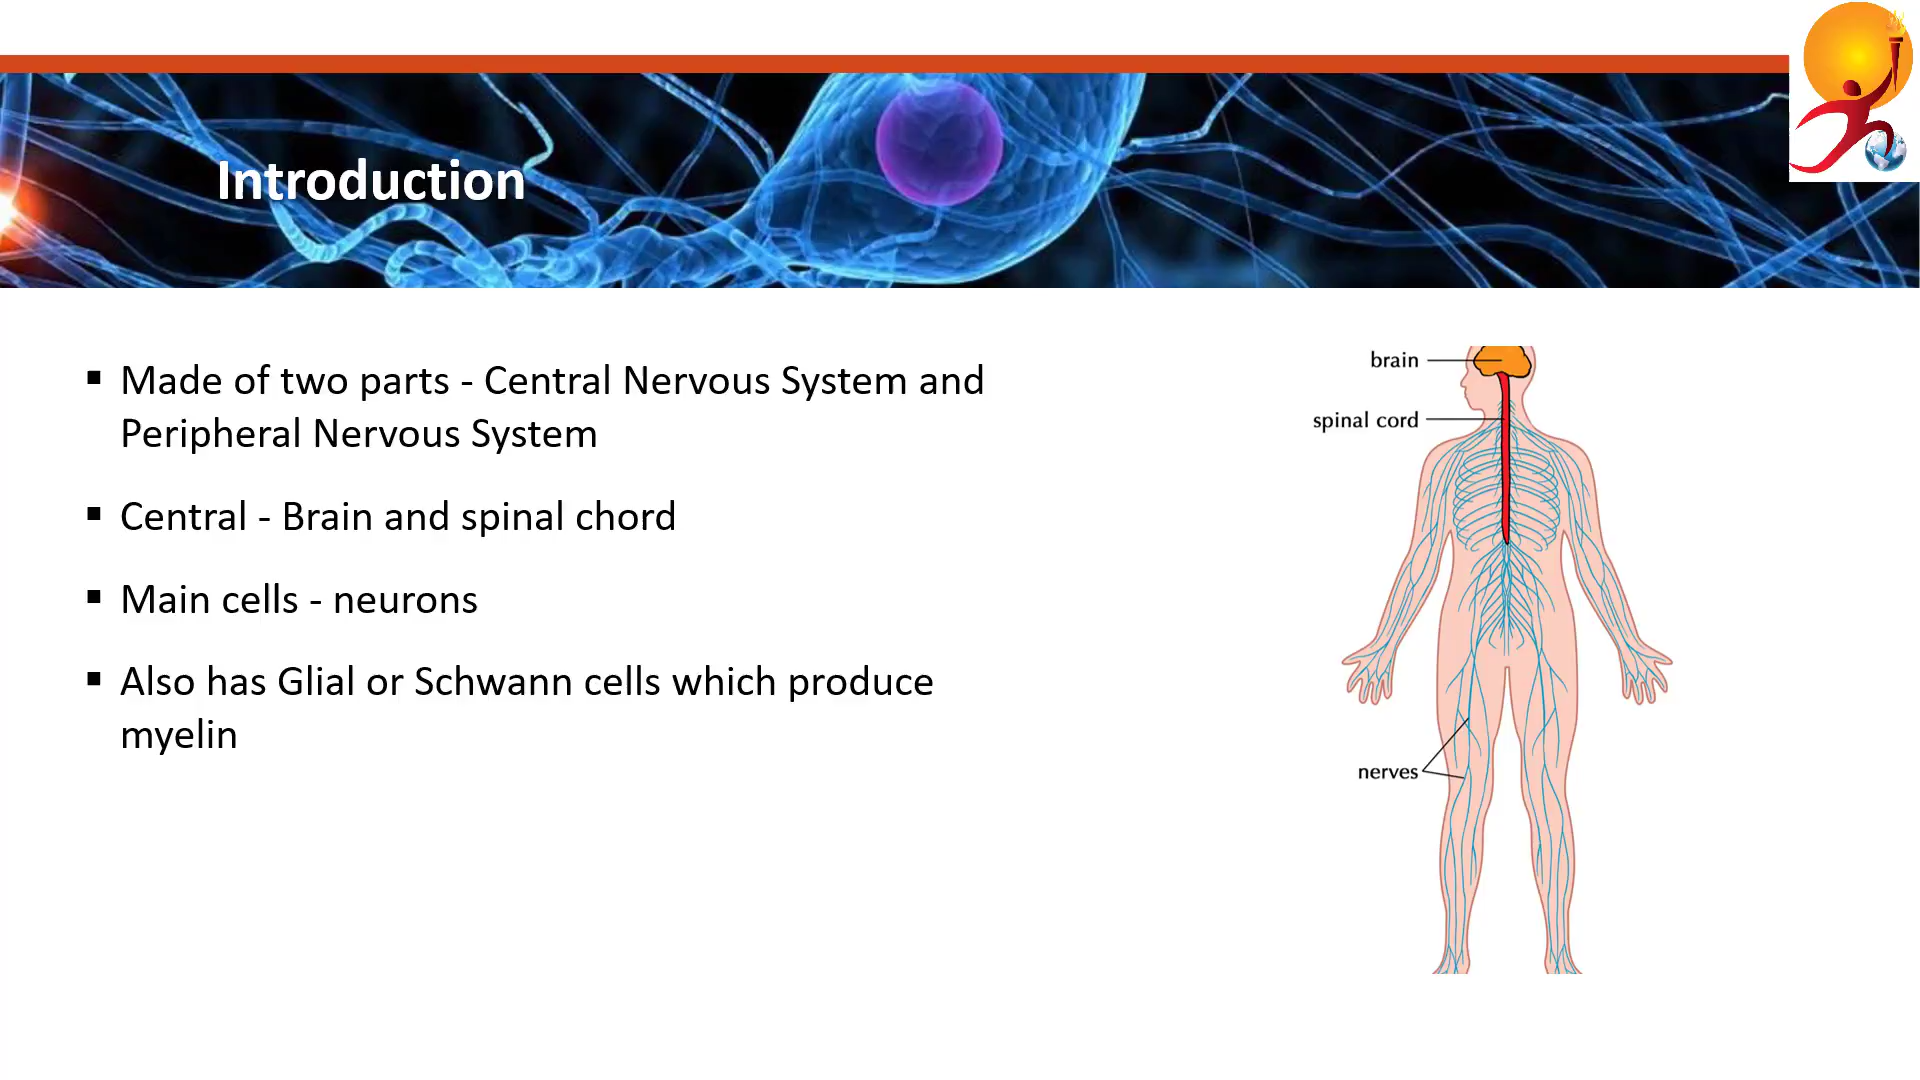 Introduction
▪ Made of two parts - Central Nervous System and
Peripheral Nervous System
▪ Central - Brain and spinal chord
▪ Main cells - neurons
▪ Also has Glial or Schwann cells which produce
myelin
brain
spinal cord
nerves